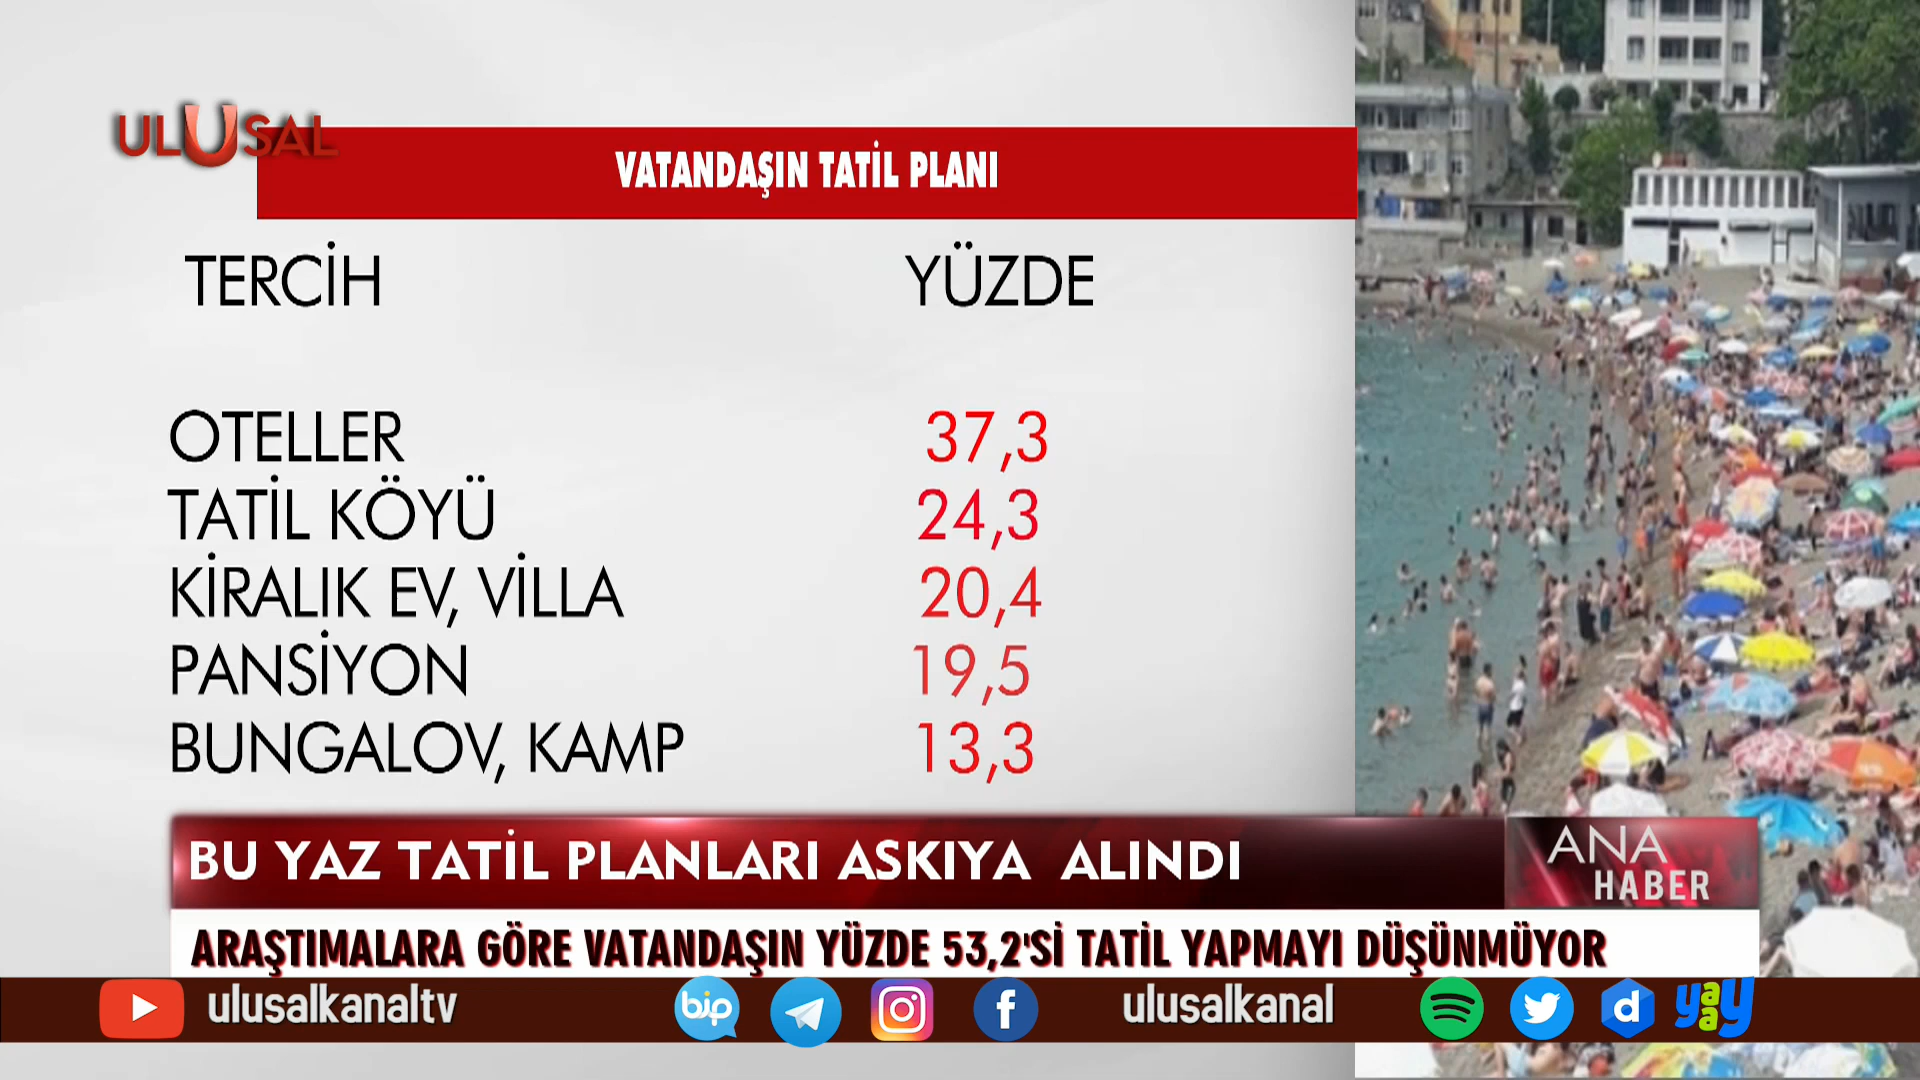 ULUSAL
VATANDAŞIN TATİL PLANI
TERCİH YÜZDE
OTELLER 37,3
TATİL KÖYÜ 24,3
KİRALIK EV, VİLLA 20,4
PANSİYON 19,5
BUNGALOV, KAMP 13,3
BU YAZ TATİL PLANLARI ASKIYA ALINDI
ANA
HABER
ARAŞTIMALARA GÖRE VATANDAŞIN YÜZDE 53,2'Sİ TATİL YAPMAYI DÜŞÜNMÜYOR
ulusalkanaltv bip ulusalkanal d yaay